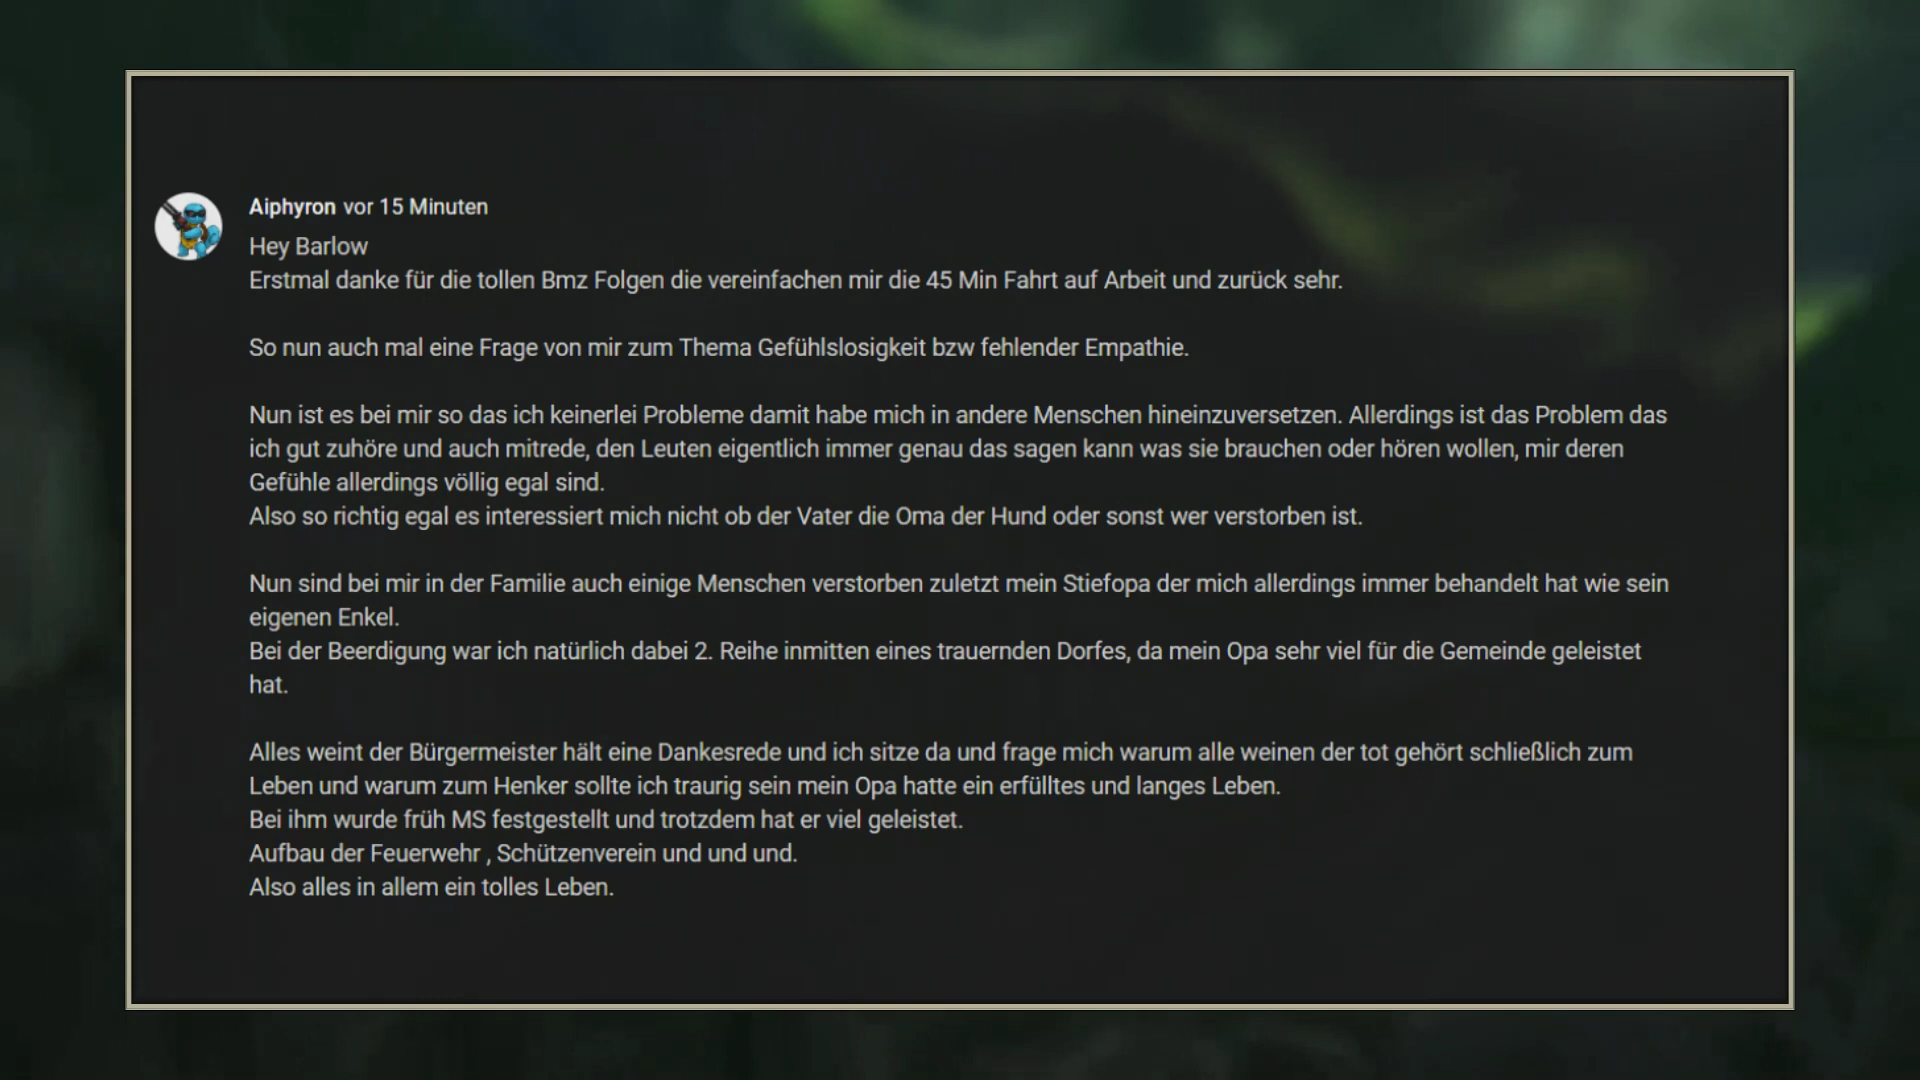 Aiphyron vor 15 Minuten
Hey Barlow
Erstmal danke für die tollen Bmz Folgen die vereinfachen mir die 45 Min Fahrt auf Arbeit und zurück sehr.
So nun auch mal eine Frage von mir zum Thema Gefühlslosigkeit bzw fehlender Empathie.
Nun ist es bei mir so das ich keinerlei Probleme damit habe mich in andere Menschen hineinzuversetzen. Allerdings ist das Problem das
ich gut zuhöre und auch mitrede, den Leuten eigentlich immer genau das sagen kann was sie brauchen oder hören wollen, mir deren
Gefühle allerdings völlig egal sind.
Also so richtig egal es interessiert mich nicht ob der Vater die Oma der Hund oder sonst wer verstorben ist.
Nun sind bei mir in der Familie auch einige Menschen verstorben zuletzt mein Stiefopa der mich allerdings immer behandelt hat wie sein
eigenen Enkel.
Bei der Beerdigung war ich natürlich dabei 2. Reihe inmitten eines trauernden Dorfes, da mein Opa sehr viel für die Gemeinde geleistet
hat.
Alles weint der Bürgermeister hält eine Dankesrede und ich sitze da und frage mich warum alle weinen der tot gehört schließlich zum
Leben und warum zum Henker sollte ich traurig sein mein Opa hatte ein erfülltes und langes Leben.
Bei ihm wurde früh MS festgestellt und trotzdem hat er viel geleistet.
Aufbau der Feuerwehr , Schützenverein und und und.
Also alles in allem ein tolles Leben.